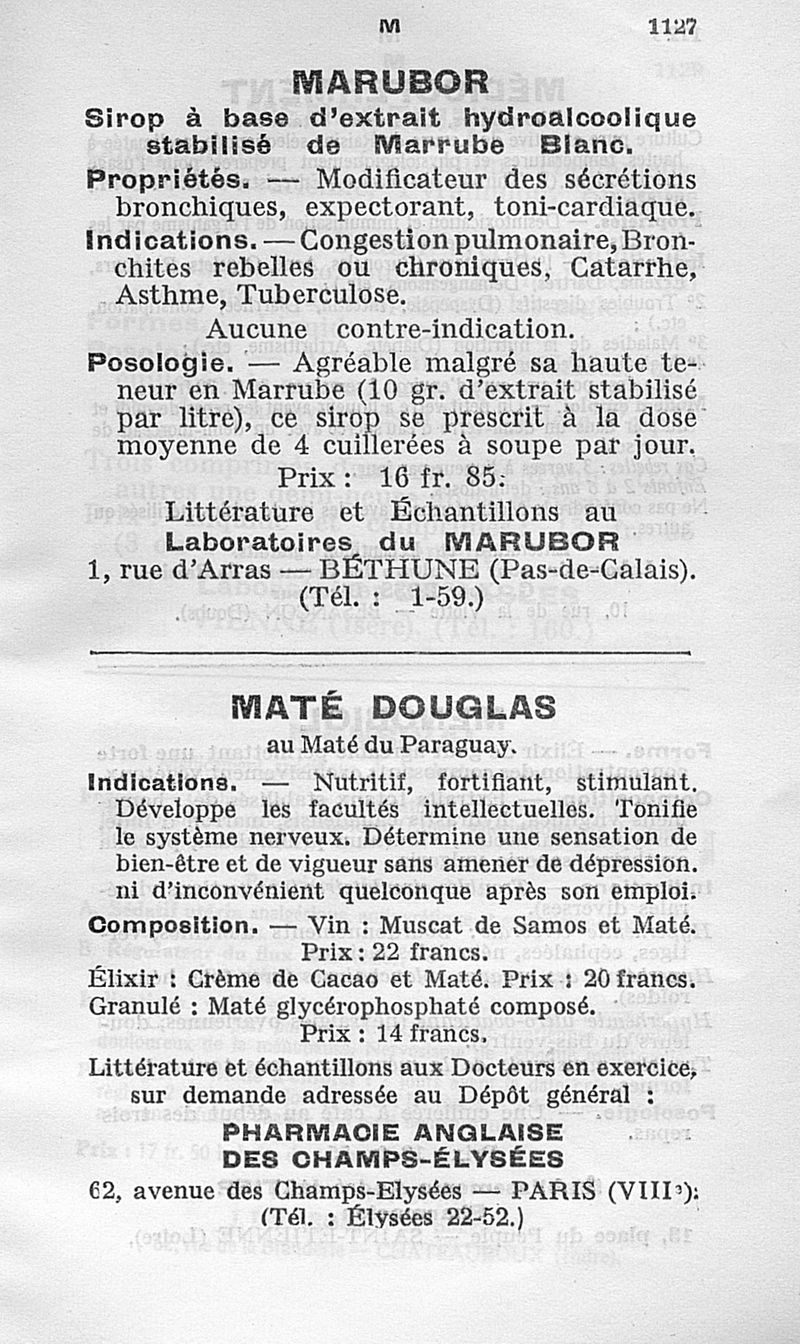 M 1127
MARUBOR
Sirop à base d'extrait hydroalcoolique
stabilisé de Marrube Blanc.
Propriétés. — Modificateur des sécrétions
bronchiques, expectorant, toni-cardiaque.
Indications. — Congestion pulmonaire, Bron-
chites rebelles ou chroniques, Catarrhe,
Asthme, Tuberculose.
Aucune contre-indication.
Posologie. — Agréable malgré sa haute te-
neur en Marrube (10 gr. d'extrait stabilisé
par litre), ce sirop se prescrit à la dose
moyenne de 4 cuillerées à soupe par jour.
Prix : 16 fr. 85.
Littérature et Échantillons au
Laboratoires du MARUBOR
1, rue d'Arras — BÉTHUNE (Pas-de-Calais).
(Tél. : 1-59.)
MATÉ DOUGLAS
au Maté du Paraguay.
Indications. — Nutritif, fortifiant, stimulant.
Développe les facultés intellectuelles. Tonifie
le système nerveux. Détermine une sensation de
bien-être et de vigueur sans amener de dépression.
ni d'inconvénient quelconque après son emploi.
Composition. — Vin : Muscat de Samos et Maté.
Prix : 22 francs.
Élixir : Crème de Cacao et Maté. Prix : 20 francs.
Granulé : Maté glycérophosphaté composé.
Prix : 14 francs.
Littérature et échantillons aux Docteurs en exercice,
sur demande adressée au Dépôt général :
PHARMACIE ANGLAISE
DES CHAMPS-ÉLYSÉES
62, avenue des Champs-Elysées — PARIS (VIIIe).
(Tél. : Élysées 22-52.)